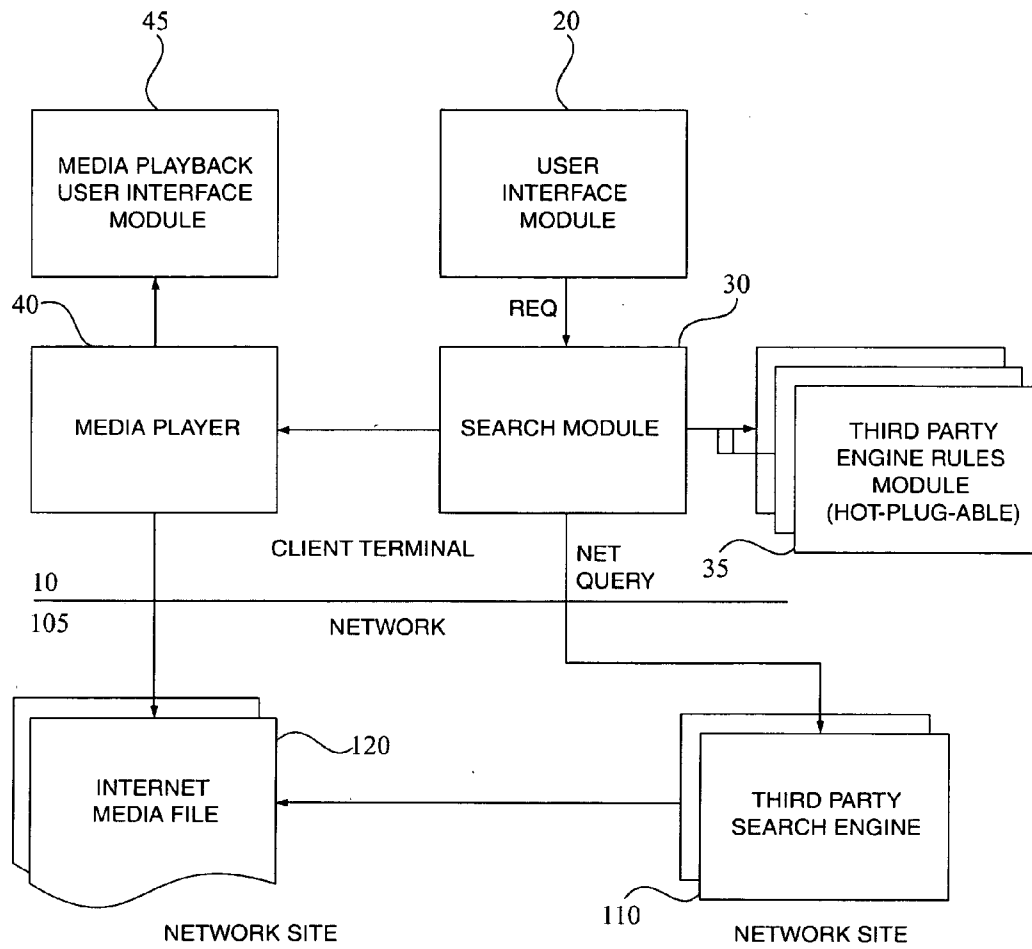 45
20
MEDIA PLAYBACK
USER INTERFACE
MODULE
USER
INTERFACE
MODULE
40
REQ
30
MEDIA PLAYER
SEARCH MODULE
THIRD PARTY
ENGINE RULES
MODULE
(HOT-PLUG-ABLE)
CLIENT TERMINAL
NET
QUERY
35
10
105
NETWORK
120
INTERNET
MEDIA FILE
THIRD PARTY
SEARCH ENGINE
110
NETWORK SITE
NETWORK SITE